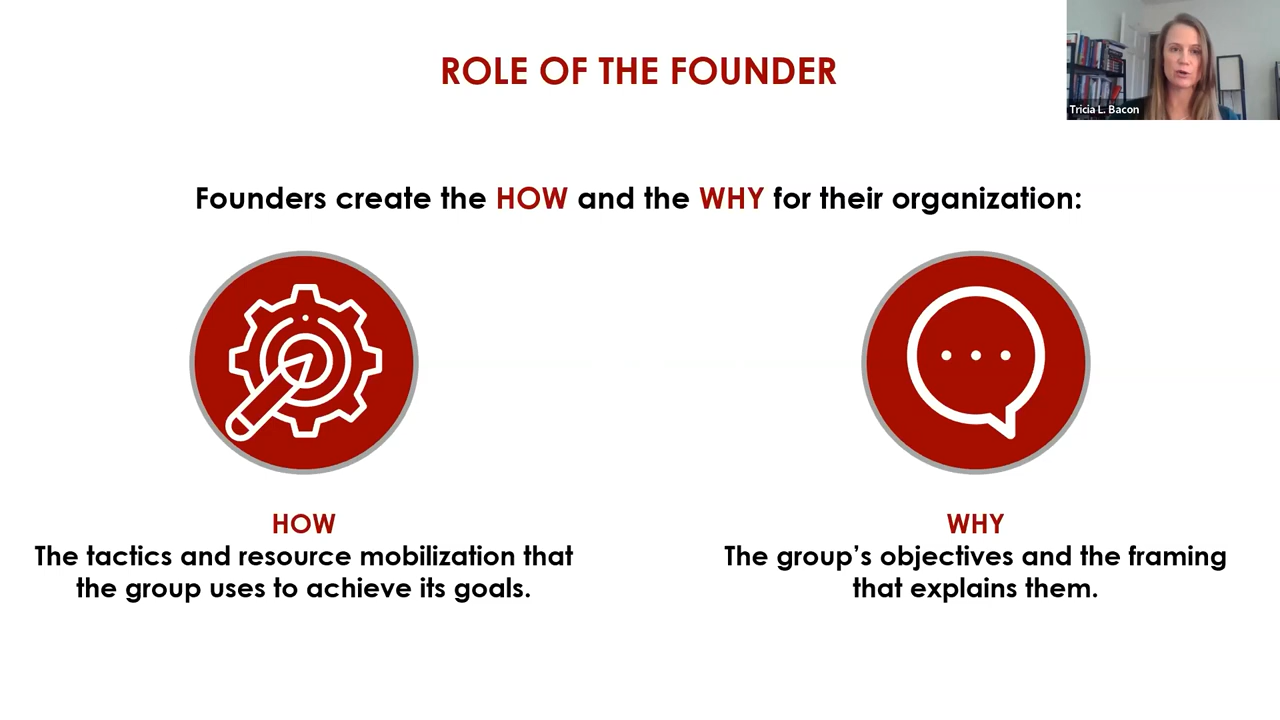 ROLE OF THE FOUNDER
Tricia L. Bacon
Founders create the HOW and the WHY for their organization:
HOW
The tactics and resource mobilization that
the group uses to achieve its goals.
WHY
The group's objectives and the framing
that explains them.